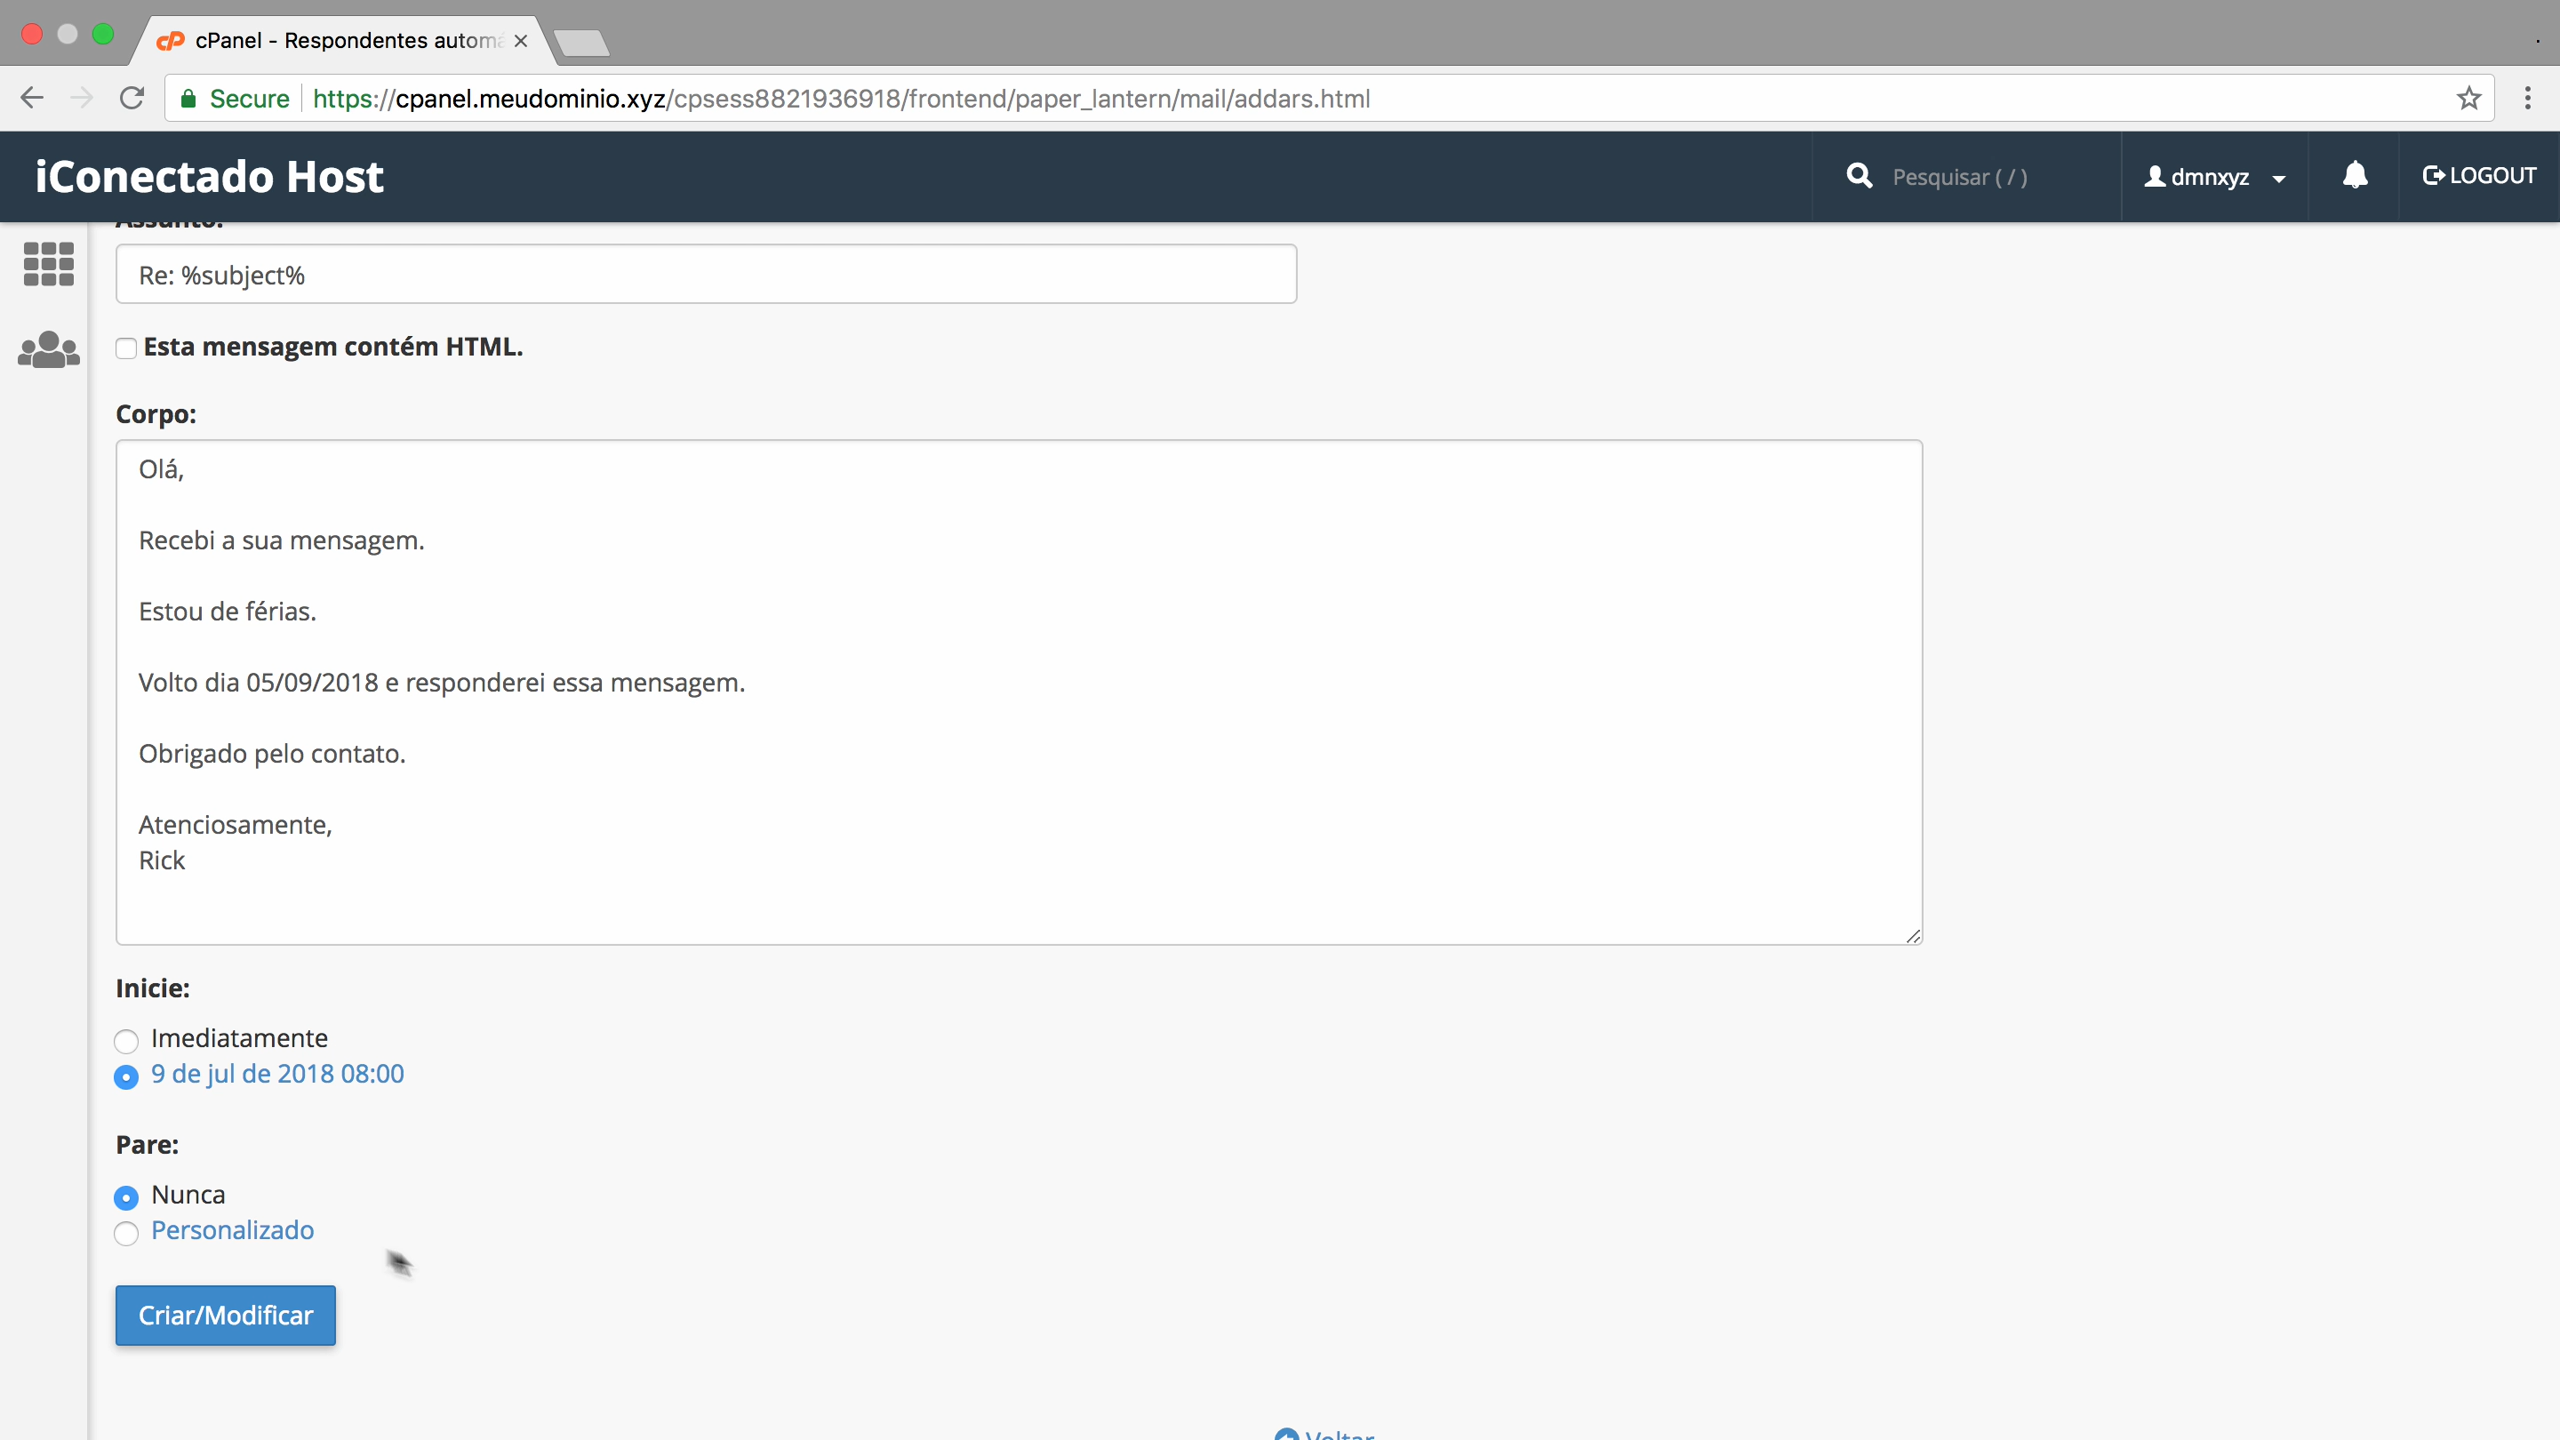 cPanel - Respondentes automá
Secure https://cpanel.meudominio.xyz/cpsess8821936918/frontend/paper_lantern/mail/addars.html
iConectado Host
Pesquisar ( / )
dmnxyz
LOGOUT
Assunto:
Re: %subject%
Esta mensagem contém HTML.
Corpo:
Olá,
Recebi a sua mensagem.
Estou de férias.
Volto dia 05/09/2018 e responderei essa mensagem.
Obrigado pelo contato.
Atenciosamente,
Rick
Inicie:
Imediatamente
9 de jul de 2018 08:00
Pare:
Nunca
Personalizado
Criar/Modificar
Voltar